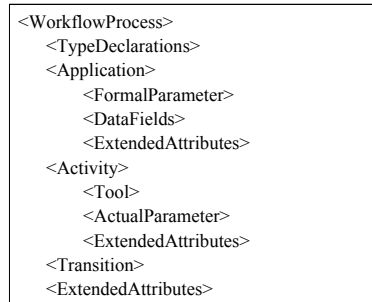 <WorkflowProcess>
<TypeDeclarations>
<Application>
<FormalParameter>
<DataFields>
<ExtendedAttributes>
<Activity>
<Tool>
<ActualParameter>
<ExtendedAttributes>
<Transition>
<ExtendedAttributes>